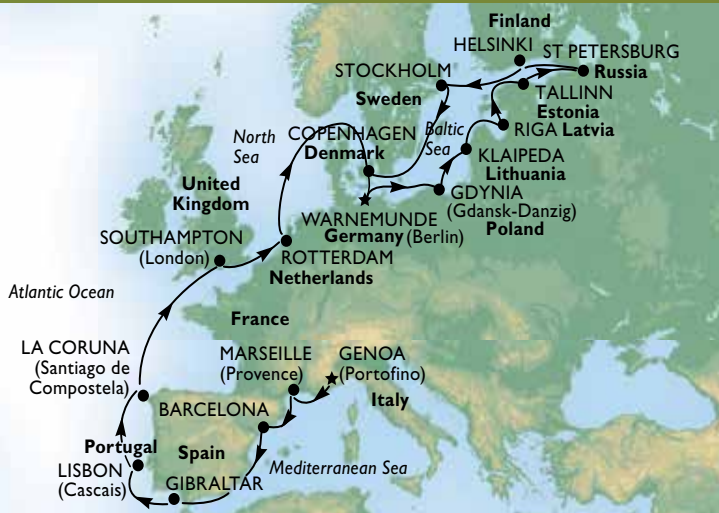 Finland
HELSINKI
ST PETERSBURG
Russia
STOCKHOLM
Sweden
TALLINN
Estonia
North
Sea
COPENHAGEN
Denmark
Baltic
Sea
RIGA Latvia
KLAIPEDA
Lithuania
United
Kingdom
GDYNIA
(Gdansk-Danzig)
Poland
WARNEMUNDE
Germany (Berlin)
SOUTHAMPTON
(London)
ROTTERDAM
Netherlands
Atlantic Ocean
France
LA CORUNA
(Santiago de
Compostela)
MARSEILLE
(Provence)
GENOA
(Portofino)
Italy
BARCELONA
Portugal
Spain
LISBON
(Cascais)
Mediterranean Sea
GIBRALTAR